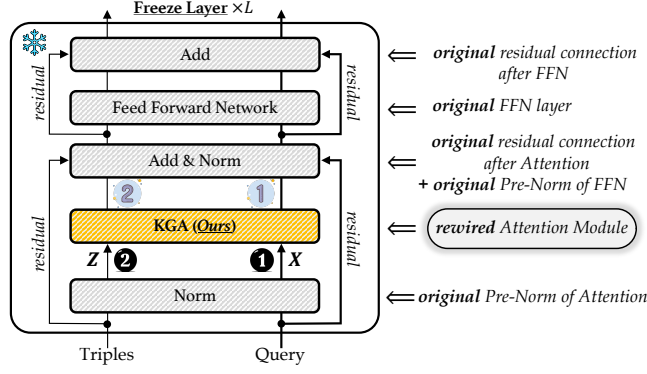 Freeze Layer ×L
Add
residual
residual
⇐ original residual connection
after FFN
Feed Forward Network
⇐ original FFN layer
Add & Norm
⇐ original residual connection
after Attention
+ original Pre-Norm of FFN
2
1
KGA (Ours)
⇐ rewired Attention Module
residual
residual
Z 2
1 X
Norm
⇐ original Pre-Norm of Attention
Triples
Query